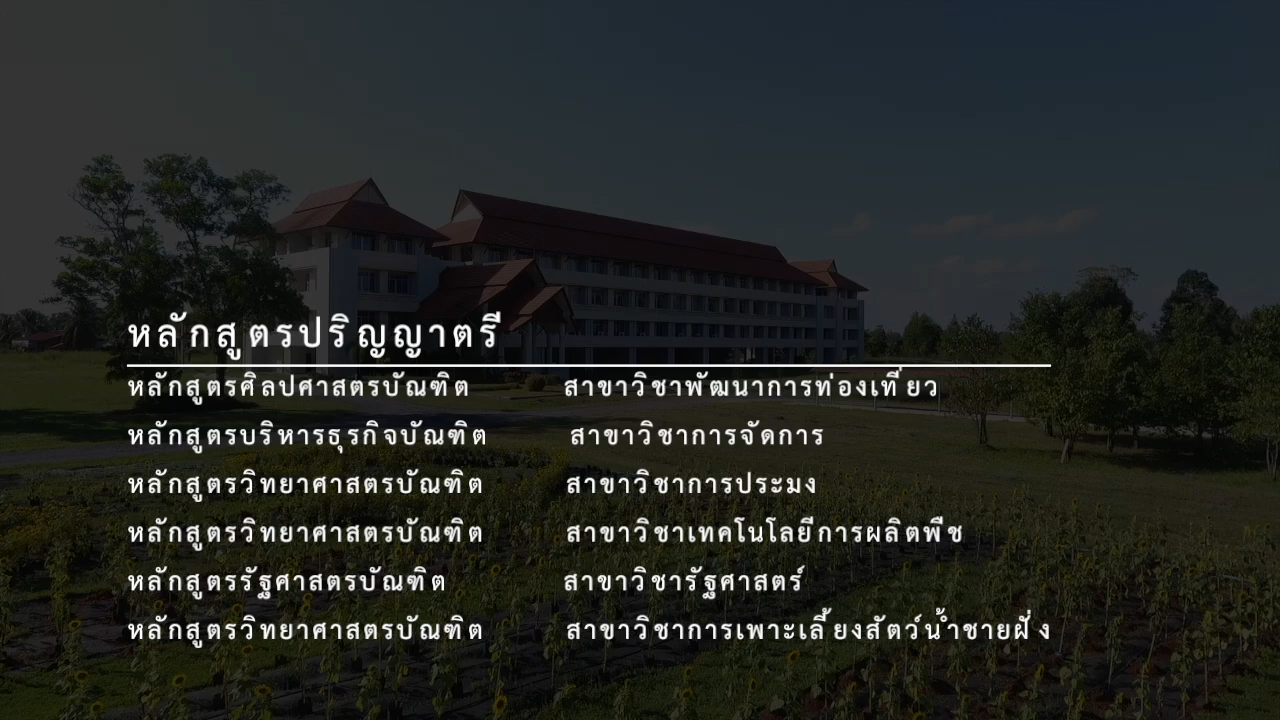 หลักสูตรปริญญาตรี
หลักสูตรศิลปศาสตรบัณฑิต สาขาวิชาพัฒนาการท่องเที่ยว
หลักสูตรบริหารธุรกิจบัณฑิต สาขาวิชาการจัดการ
หลักสูตรวิทยาศาสตรบัณฑิต สาขาวิชาการประมง
หลักสูตรวิทยาศาสตรบัณฑิต สาขาวิชาเทคโนโลยีการผลิตพืช
หลักสูตรรัฐศาสตรบัณฑิต สาขาวิชารัฐศาสตร์
หลักสูตรวิทยาศาสตรบัณฑิต สาขาวิชาการเพาะเลี้ยงสัตว์น้ำชายฝั่ง